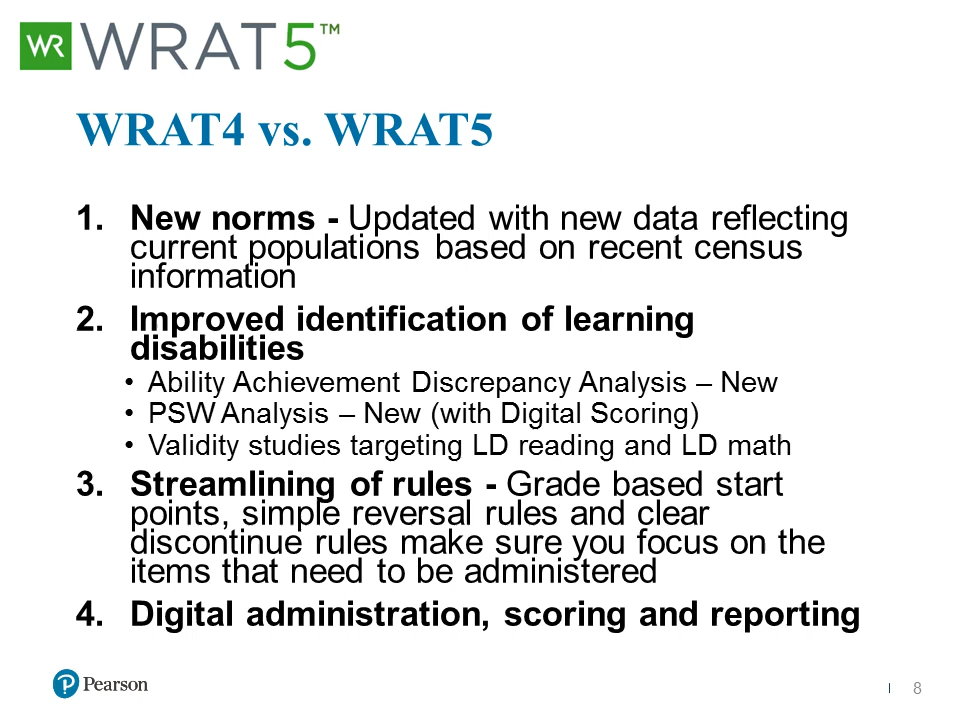 WR WRAT5™
WRAT4 vs. WRAT5
1. New norms - Updated with new data reflecting
current populations based on recent census
information
2. Improved identification of learning
disabilities
• Ability Achievement Discrepancy Analysis – New
• PSW Analysis – New (with Digital Scoring)
• Validity studies targeting LD reading and LD math
3. Streamlining of rules - Grade based start
points, simple reversal rules and clear
discontinue rules make sure you focus on the
items that need to be administered
4. Digital administration, scoring and reporting
P Pearson
| 8